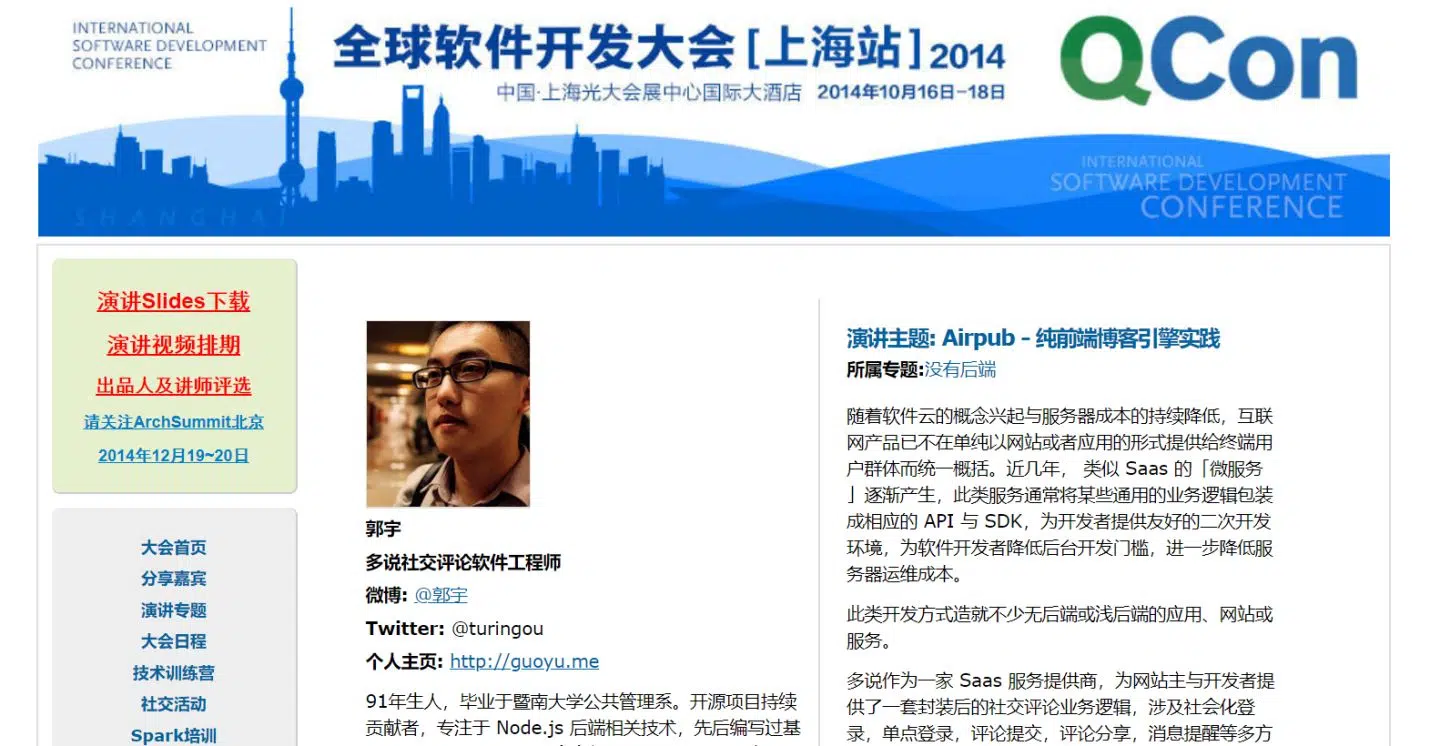 INTERNATIONAL
SOFTWARE DEVELOPMENT
CONFERENCE
全球软件开发大会[上海站]2014
中国·上海光大会展中心国际大酒店 2014年10月16日-18日
QCon
INTERNATIONAL
SOFTWARE DEVELOPMENT
CONFERENCE
SHANGHAI
演讲Slides下载
演讲视频排期
出品人及讲师评选
请关注ArchSummit北京
2014年12月19~20日
大会首页
分享嘉宾
演讲专题
大会日程
技术训练营
社交活动
Spark培训
郭宇
多说社交评论软件工程师
微博: @郭宇
Twitter: @turingou
个人主页: http://guoyu.me
91年生人，毕业于暨南大学公共管理系。开源项目持续
贡献者，专注于 Node.js 后端相关技术，先后编写过基
演讲主题: Airpub - 纯前端博客引擎实践
所属专题:没有后端
随着软件云的概念兴起与服务器成本的持续降低，互联
网产品已不在单纯以网站或者应用的形式提供给终端用
户群体而统一概括。近几年， 类似 Saas 的「微服务
」逐渐产生，此类服务通常将某些通用的业务逻辑包装
成相应的 API 与 SDK，为开发者提供友好的二次开发
环境，为软件开发者降低后台开发门槛，进一步降低服
务器运维成本。
此类开发方式造就不少无后端或浅后端的应用、网站或
服务。
多说作为一家 Saas 服务提供商，为网站主与开发者提
供了一套封装后的社交评论业务逻辑，涉及社会化登
录，单点登录，评论提交，评论分享，消息提醒等多方